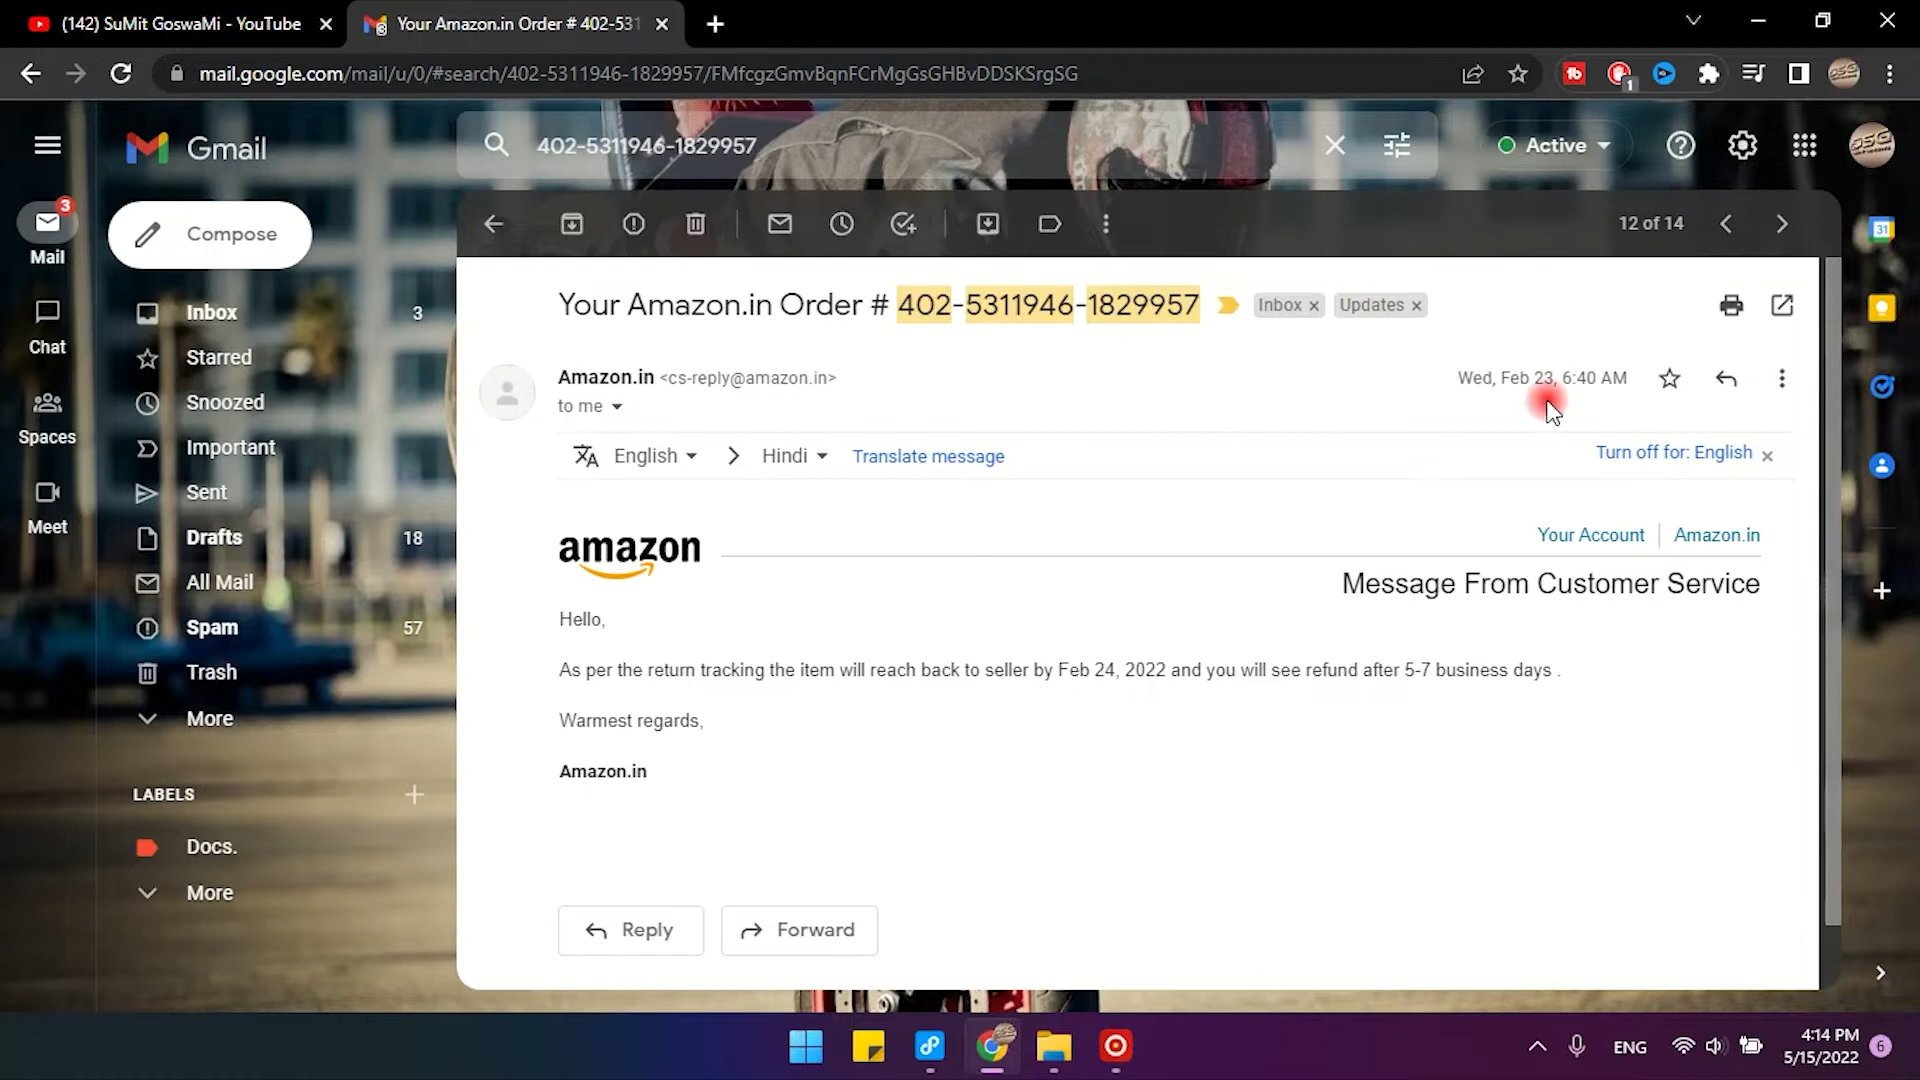 (142) SuMit GoswaMi - YouTube
Your Amazon.in Order # 402-531
mail.google.com/mail/u/0/#search/402-5311946-1829957/FMfcgzGmvBqnFCrMgGsGHBvDDSKSrgSG
Gmail
402-5311946-1829957
Active
3
Mail
Compose
12 of 14
Inbox 3
Starred
Snoozed
Important
Sent
Drafts 18
All Mail
Spam 57
Trash
More
LABELS
Docs.
More
Chat
Spaces
Meet
Your Amazon.in Order # 402-5311946-1829957
Inbox
Updates
Amazon.in <cs-reply@amazon.in>
Wed, Feb 23, 6:40 AM
to me
English
Hindi
Translate message
Turn off for: English
amazon
Your Account
Amazon.in
Message From Customer Service
Hello,
As per the return tracking the item will reach back to seller by Feb 24, 2022 and you will see refund after 5-7 business days .
Warmest regards,
Amazon.in
Reply
Forward
31
1
ENG
4:14 PM
5/15/2022
6